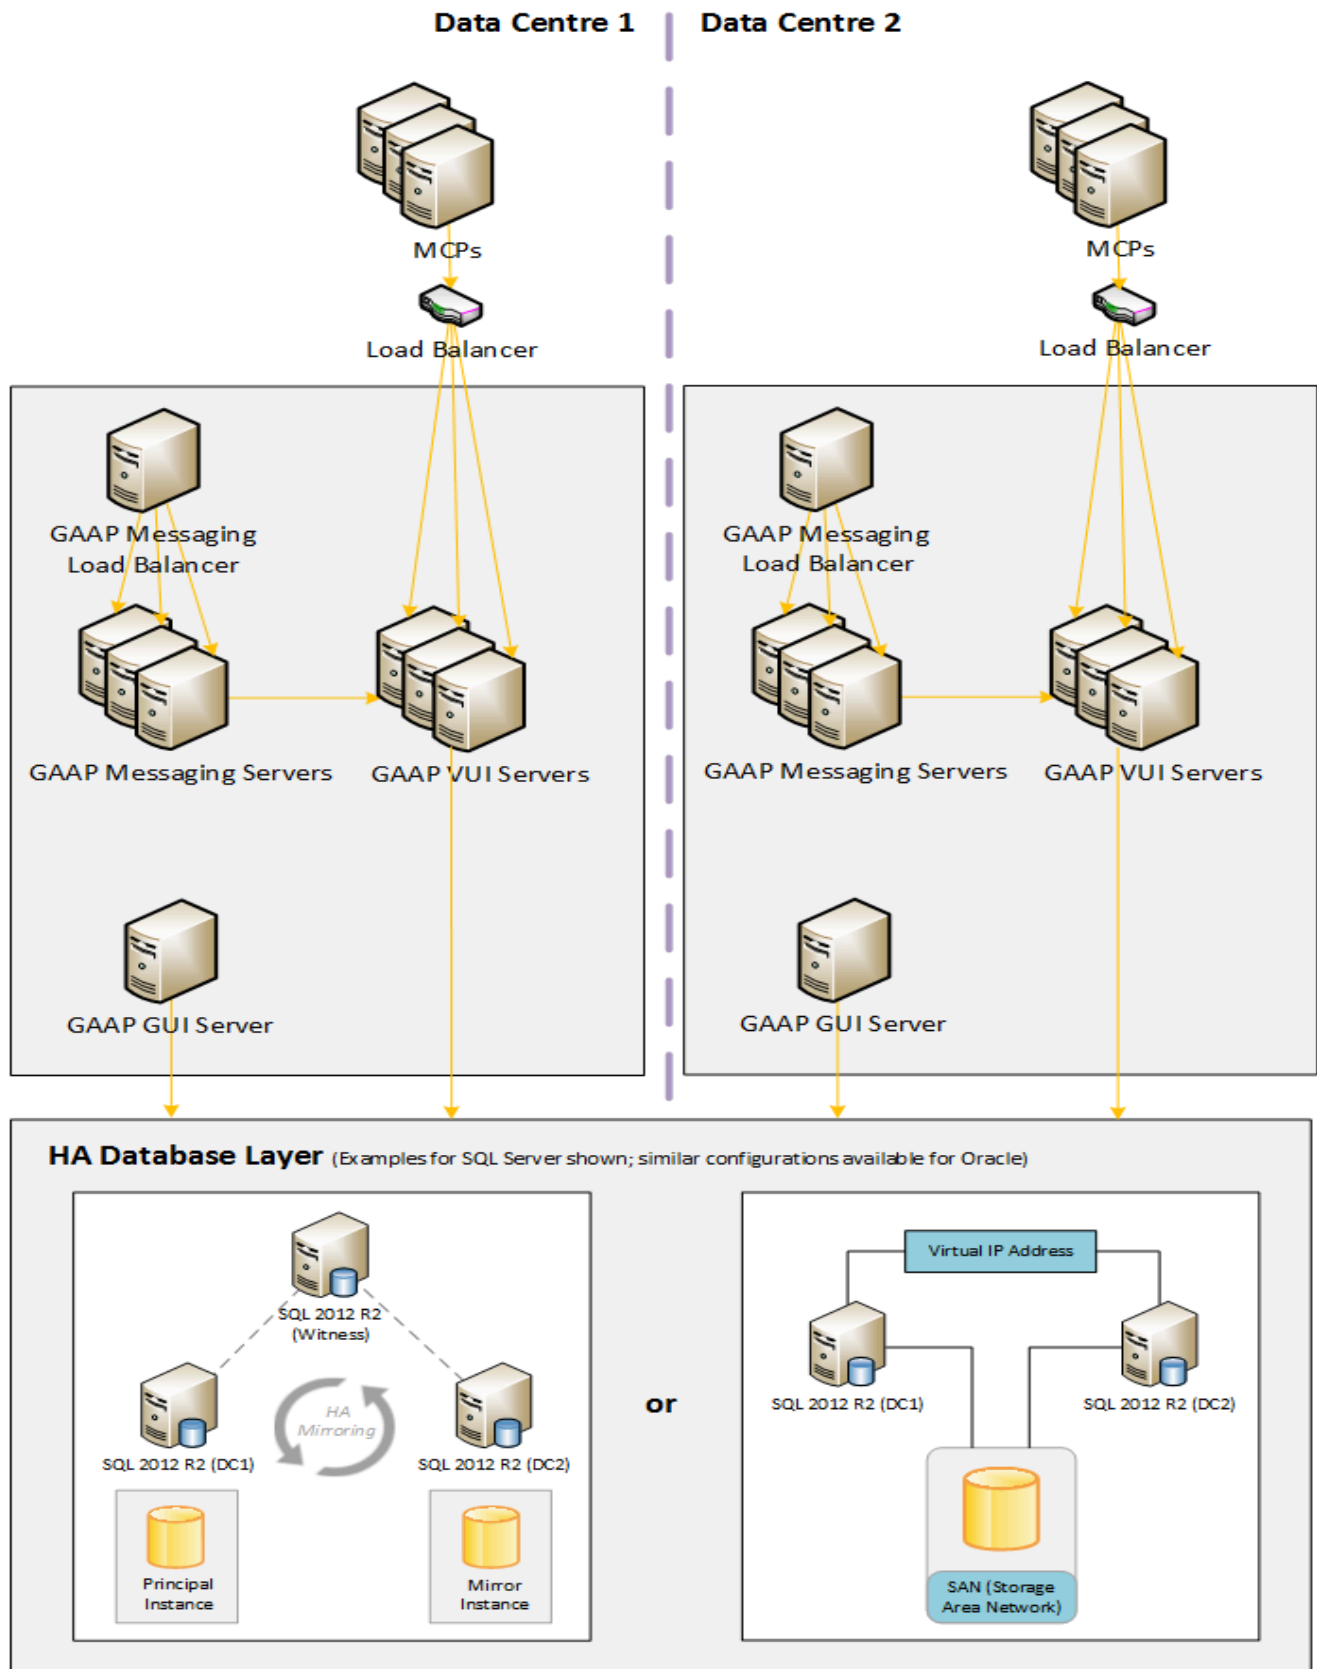 Data Centre 1
Data Centre 2
MCPs
MCPs
Load Balancer
Load Balancer
GAAP Messaging
Load Balancer
GAAP Messaging
Load Balancer
GAAP Messaging Servers
GAAP VUI Servers
GAAP Messaging Servers
GAAP VUI Servers
GAAP GUI Server
GAAP GUI Server
HA Database Layer (Examples for SQL Server shown; similar configurations available for Oracle)
SQL 2012 R2
(Witness)
HA
Mirroring
SQL 2012 R2 (DC1)
SQL 2012 R2 (DC2)
Principal
Instance
Mirror
Instance
or
Virtual IP Address
SQL 2012 R2 (DC1)
SQL 2012 R2 (DC2)
SAN (Storage
Area Network)